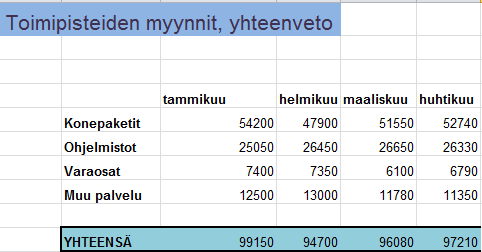 Toimipisteiden myynnit, yhteenveto
tammikuu helmikuu maaliskuu huhtikuu
Konepaketit 54200 47900 51550 52740
Ohjelmistot 25050 26450 26650 26330
Varaosat 7400 7350 6100 6790
Muu palvelu 12500 13000 11780 11350
YHTEENSÄ 99150 94700 96080 97210